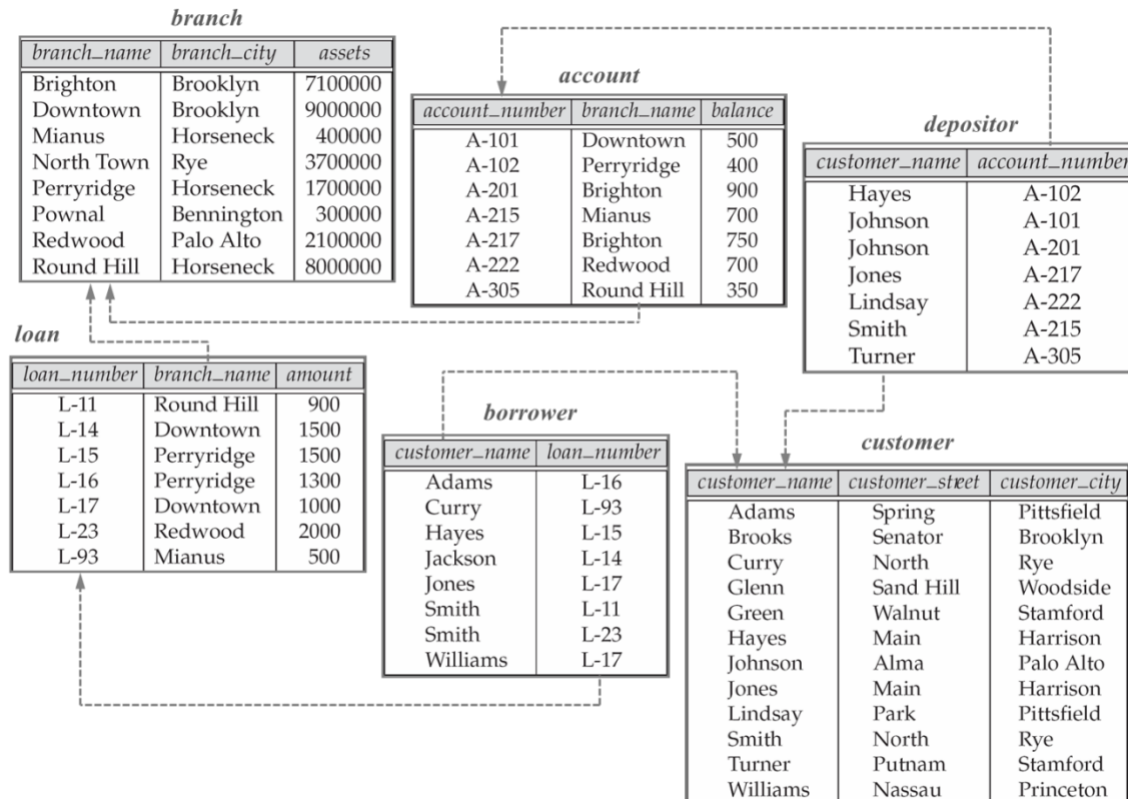 branch
branch_name branch_city assets
Brighton Brooklyn 7100000
Downtown Brooklyn 9000000
Mianus Horseneck 400000
North Town Rye 3700000
Perryridge Horseneck 1700000
Pownal Bennington 300000
Redwood Palo Alto 2100000
Round Hill Horseneck 8000000
account
account_number branch_name balance
A-101 Downtown 500
A-102 Perryridge 400
A-201 Brighton 900
A-215 Mianus 700
A-217 Brighton 750
A-222 Redwood 700
A-305 Round Hill 350
depositor
customer_name account_number
Hayes A-102
Johnson A-101
Johnson A-201
Jones A-217
Lindsay A-222
Smith A-215
Turner A-305
loan
loan_number branch_name amount
L-11 Round Hill 900
L-14 Downtown 1500
L-15 Perryridge 1500
L-16 Perryridge 1300
L-17 Downtown 1000
L-23 Redwood 2000
L-93 Mianus 500
borrower
customer_name loan_number
Adams L-16
Curry L-93
Hayes L-15
Jackson L-14
Jones L-17
Smith L-11
Smith L-23
Williams L-17
customer
customer_name customer_street customer_city
Adams Spring Pittsfield
Brooks Senator Brooklyn
Curry North Rye
Glenn Sand Hill Woodside
Green Walnut Stamford
Hayes Main Harrison
Johnson Alma Palo Alto
Jones Main Harrison
Lindsay Park Pittsfield
Smith North Rye
Turner Putnam Stamford
Williams Nassau Princeton